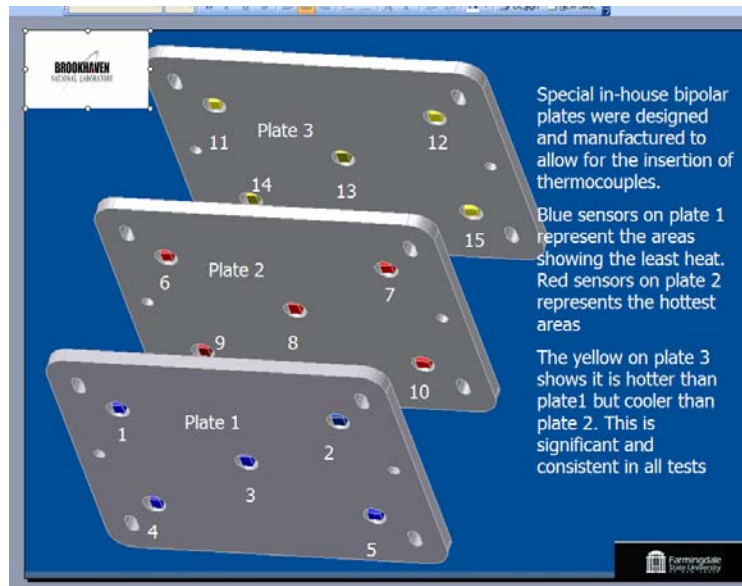 BROOKHAVEN
NATIONAL LABORATORY
Plate 3
11
12
13
14
15
Plate 2
6
7
8
9
10
Plate 1
1
2
3
4
5
Special in-house bipolar
plates were designed
and manufactured to
allow for the insertion of
thermocouples.
Blue sensors on plate 1
represent the areas
showing the least heat.
Red sensors on plate 2
represents the hottest
areas
The yellow on plate 3
shows it is hotter than
plate1 but cooler than
plate 2. This is
significant and
consistent in all tests
Farmingdale
State University